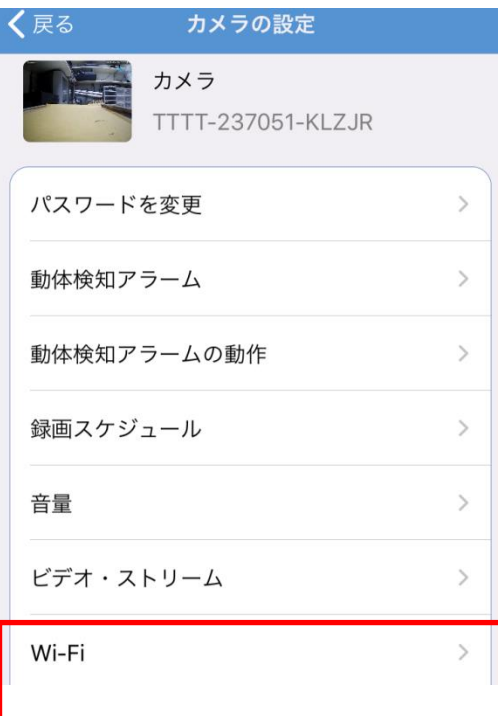 戻る
カメラの設定
カメラ
TTTT-237051-KLZJR
パスワードを変更
動体検知アラーム
動体検知アラームの動作
録画スケジュール
音量
ビデオ・ストリーム
Wi-Fi